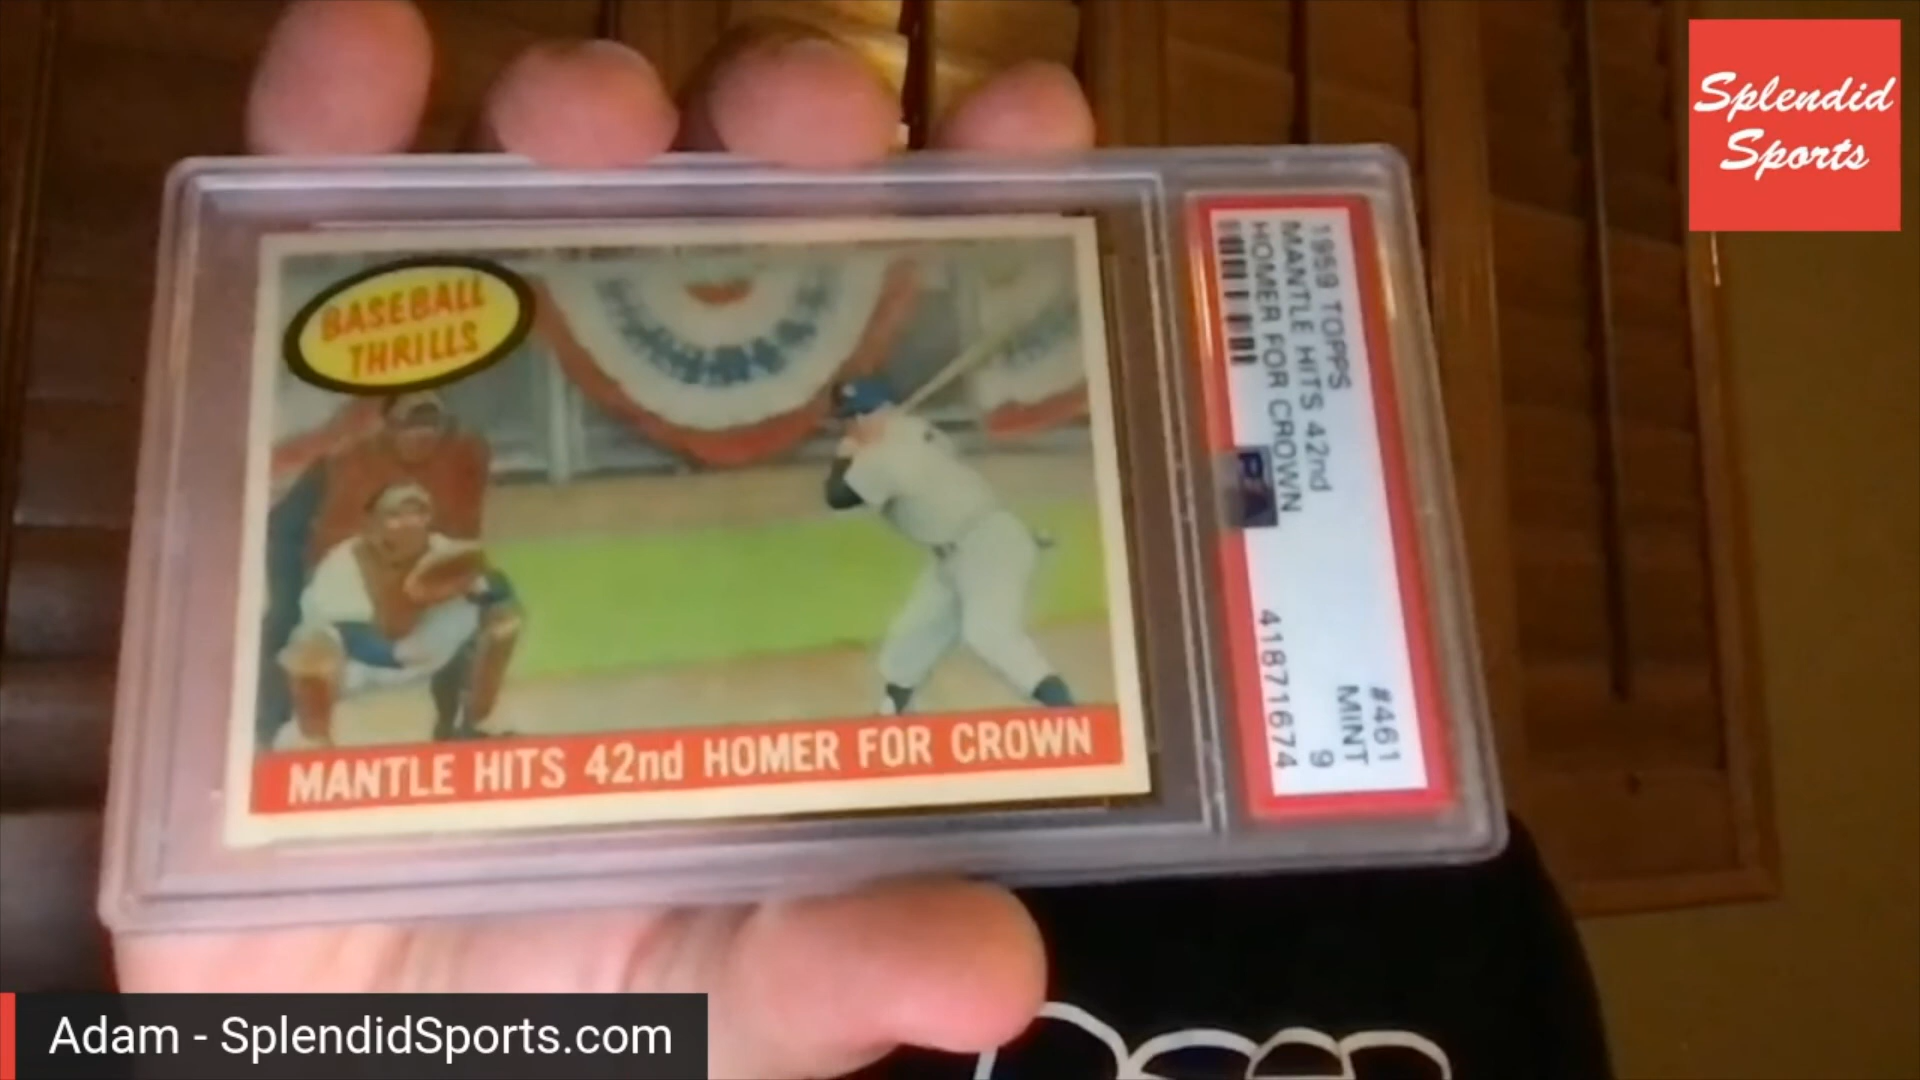 Splendid
Sports
BASEBALL
THRILLS
MANTLE HITS 42nd HOMER FOR CROWN
1959 TOPPS
MANTLE HITS 42nd
HOMER FOR CROWN
#461
MINT
9
PSA
41871674
Adam - SplendidSports.com